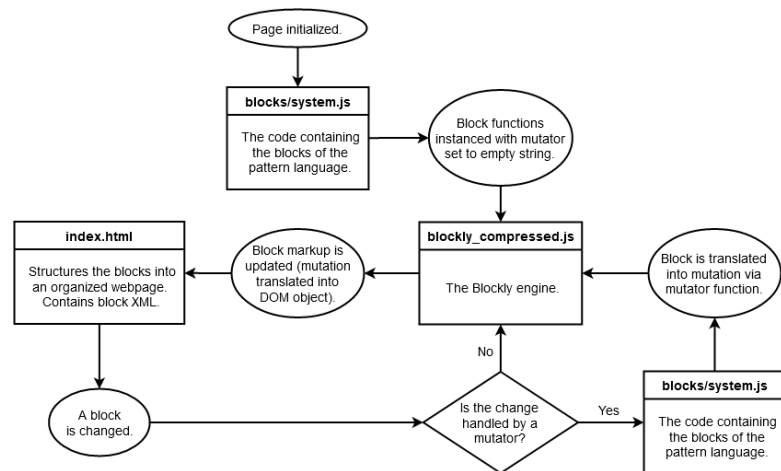 Page initialized.
blocks/system.js
The code containing
the blocks of the
pattern language.
Block functions
instanced with mutator
set to empty string.
index.html
Structures the blocks into
an organized webpage.
Contains block XML.
Block markup is
updated (mutation
translated into
DOM object).
blockly_compressed.js
The Blockly engine.
Block is translated
into mutation via
mutator function.
No
A block
is changed.
Is the change
handled by a
mutator?
Yes
blocks/system.js
The code containing
the blocks of the
pattern language.